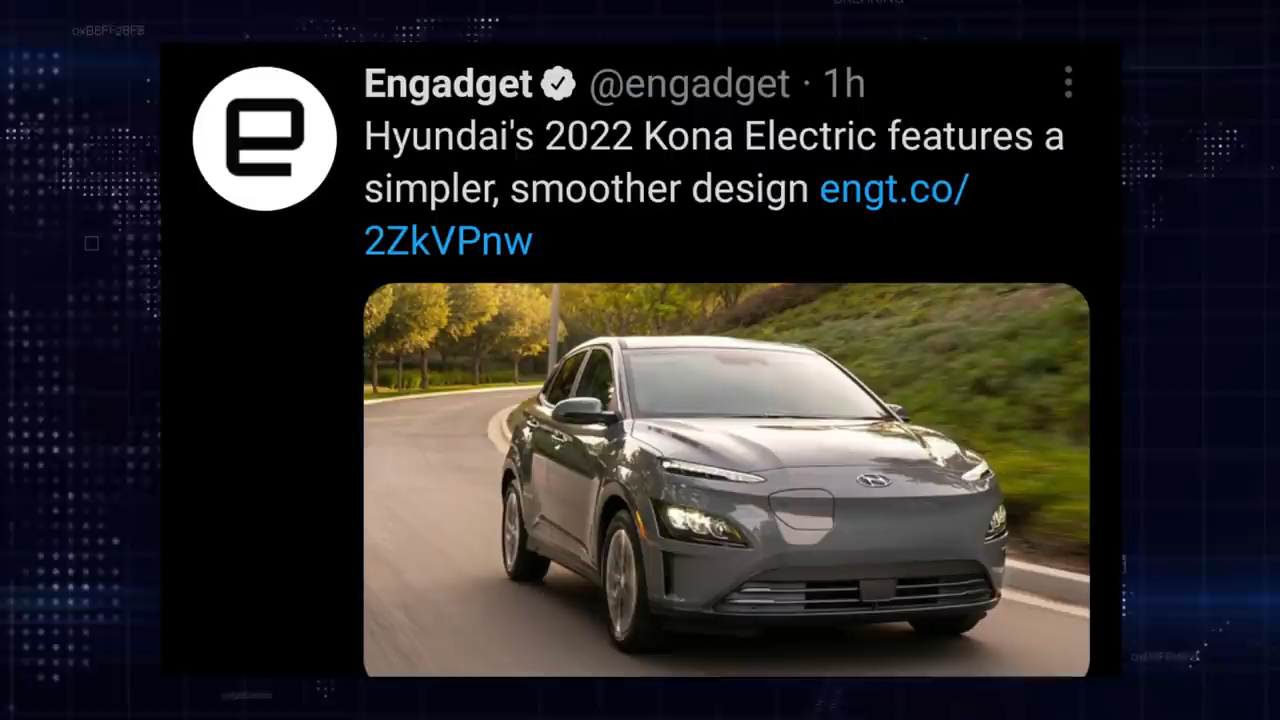 Engadget @engadget · 1h
Hyundai's 2022 Kona Electric features a
simpler, smoother design engt.co/
2ZkVPnw